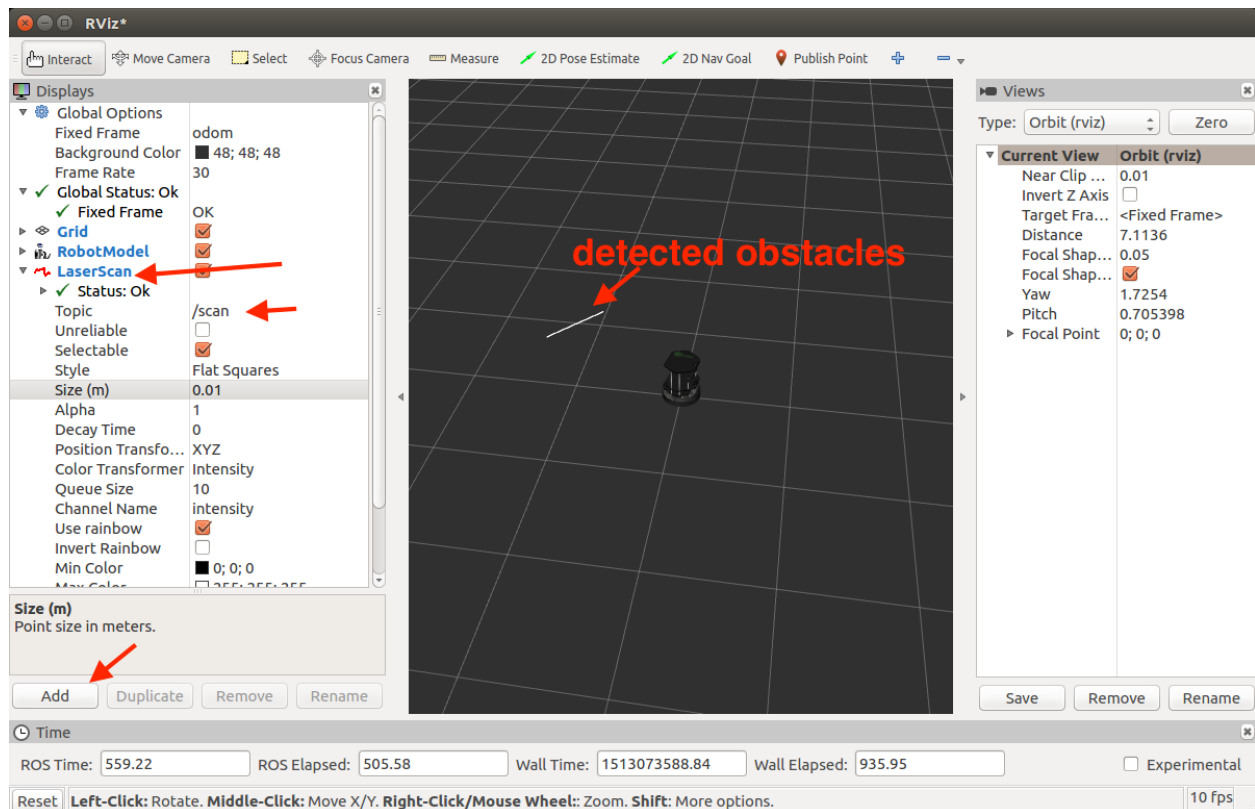 RViz*
Interact Move Camera Select Focus Camera Measure 2D Pose Estimate 2D Nav Goal Publish Point
Displays
Global Options
Fixed Frame odom
Background Color 48; 48; 48
Frame Rate 30
Global Status: Ok
Fixed Frame OK
Grid
RobotModel
LaserScan
Status: Ok
Topic /scan
Unreliable
Selectable
Style Flat Squares
Size (m) 0.01
Alpha 1
Decay Time 0
Position Transfo... XYZ
Color Transformer Intensity
Queue Size 10
Channel Name intensity
Use rainbow
Invert Rainbow
Min Color 0; 0; 0
Max Color 255; 255; 255
Size (m)
Point size in meters.
Add Duplicate Remove Rename
detected obstacles
Views
Type: Orbit (rviz) Zero
Current View Orbit (rviz)
Near Clip ... 0.01
Invert Z Axis
Target Fra... <Fixed Frame>
Distance 7.1136
Focal Shap... 0.05
Focal Shap...
Yaw 1.7254
Pitch 0.705398
Focal Point 0; 0; 0
Save Remove Rename
Time
ROS Time: 559.22 ROS Elapsed: 505.58 Wall Time: 1513073588.84 Wall Elapsed: 935.95 Experimental
Reset Left-Click: Rotate. Middle-Click: Move X/Y. Right-Click/Mouse Wheel:: Zoom. Shift: More options. 10 fps